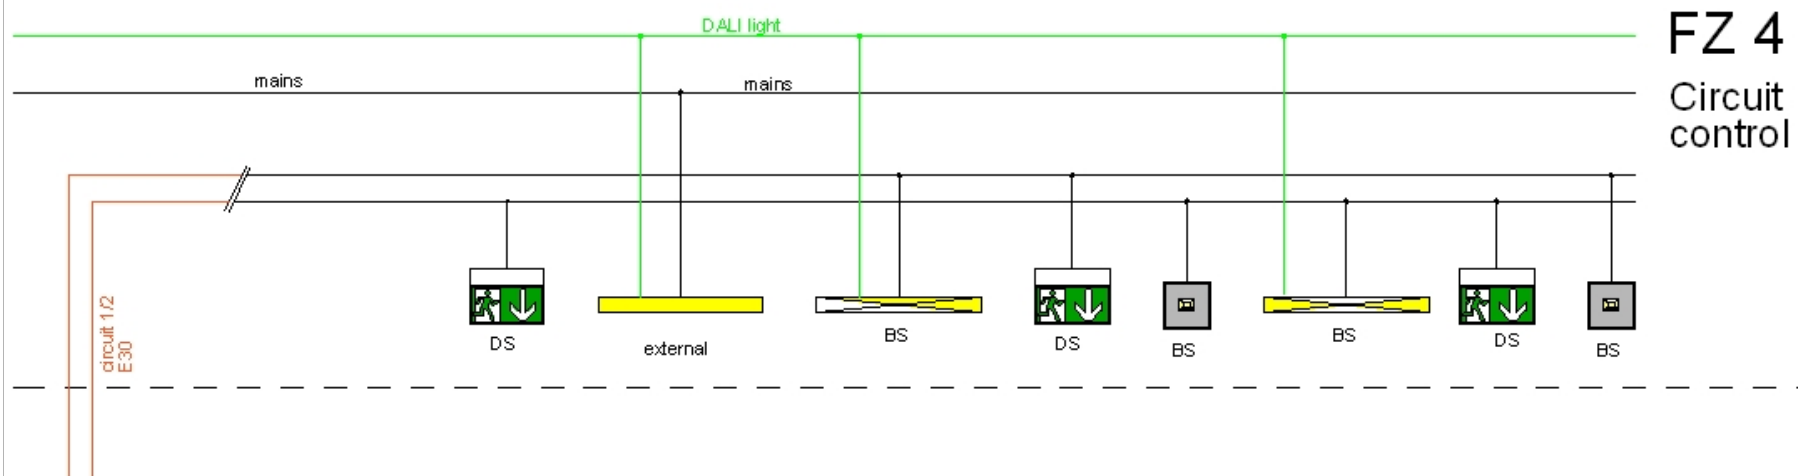 DALI light
FZ 4
mains
mains
Circuit
control
circuit 1/2
E30
DS
external
BS
DS
BS
BS
DS
BS